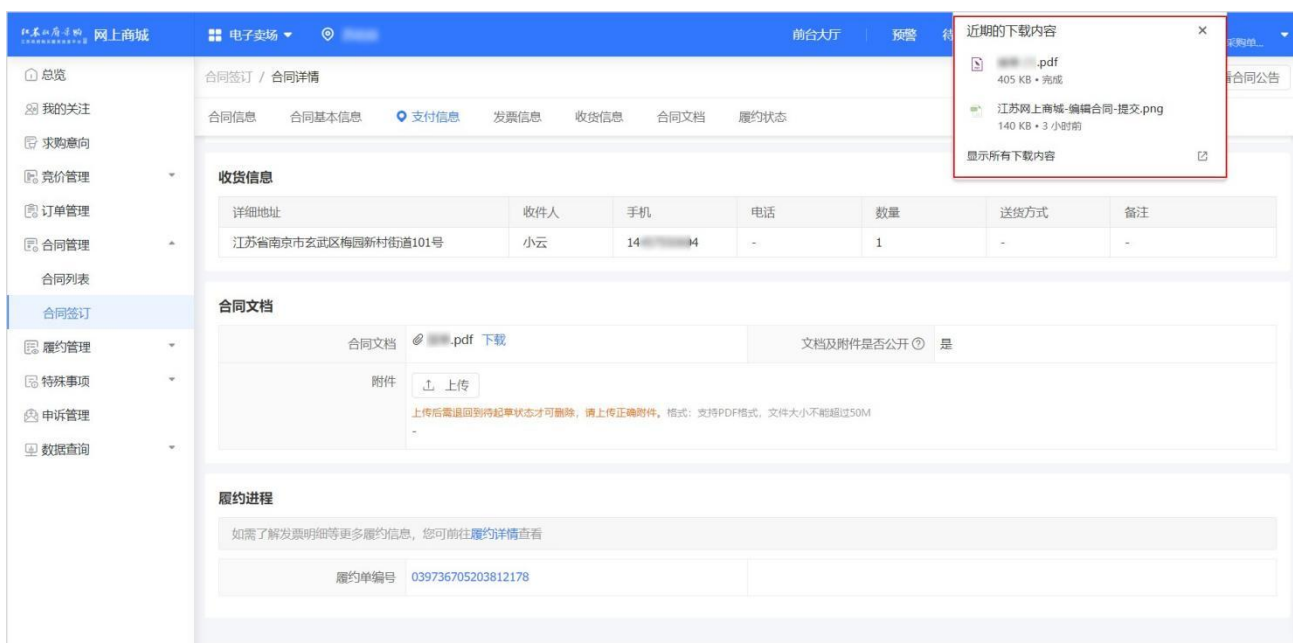 网上商城
电子卖场
前台大厅
预警
待
采购单...
近期的下载内容
.pdf
405 KB • 完成
江苏网上商城-编辑合同-提交.png
140 KB • 3 小时前
显示所有下载内容
总览
我的关注
求购意向
竞价管理
订单管理
合同管理
合同列表
合同签订
履约管理
特殊事项
申诉管理
数据查询
合同签订 / 合同详情
看合同公告
合同信息 合同基本信息 支付信息 发票信息 收货信息 合同文档 履约状态
收货信息
详细地址 收件人 手机 电话 数量 送货方式 备注
江苏省南京市玄武区梅园新村街道101号 小云 14 4 - 1 - -
合同文档
合同文档 .pdf 下载 文档及附件是否公开 是
附件 上传
上传后需退回到待起草状态才可删除，请上传正确附件。格式：支持PDF格式，文件大小不能超过50M
-
履约进程
如需了解发票明细等更多履约信息，您可前往履约详情查看
履约单编号 039736705203812178